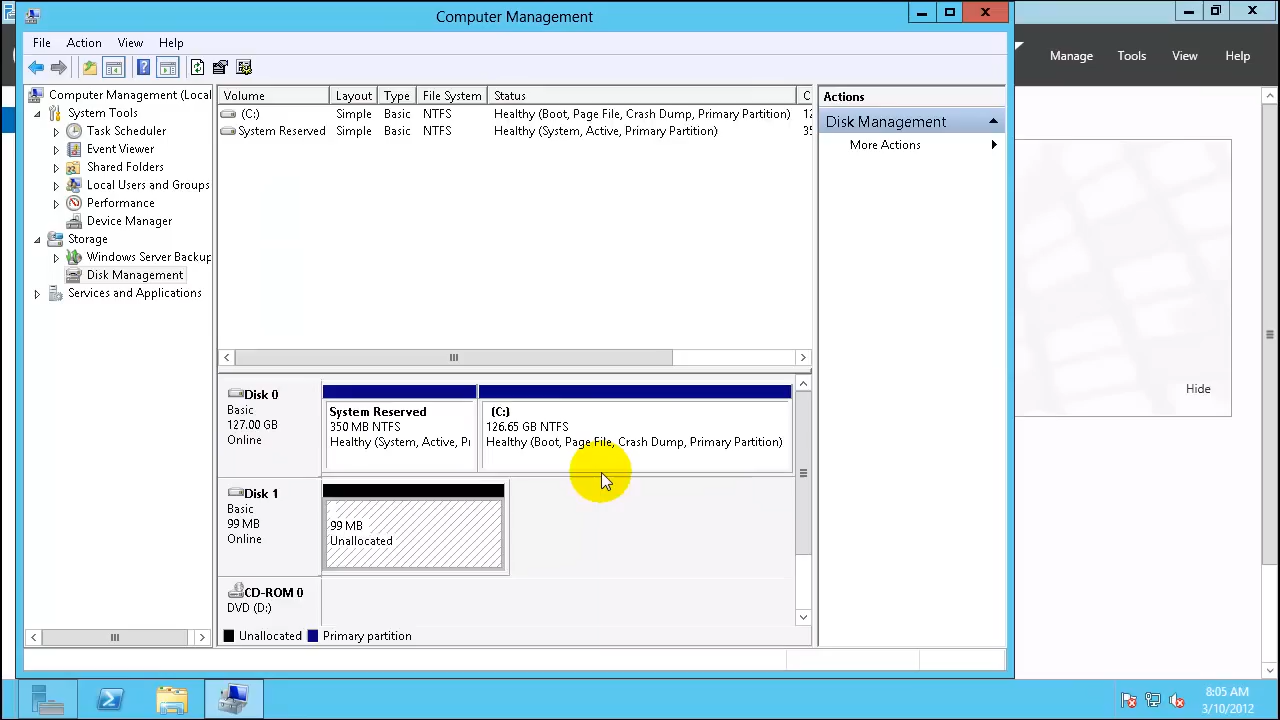 Computer Management
File Action View Help
Manage Tools View Help
Computer Management (Local
System Tools
Task Scheduler
Event Viewer
Shared Folders
Local Users and Groups
Performance
Device Manager
Storage
Windows Server Backup
Disk Management
Services and Applications
Volume Layout Type File System Status C
(C:) Simple Basic NTFS Healthy (Boot, Page File, Crash Dump, Primary Partition)
System Reserved Simple Basic NTFS Healthy (System, Active, Primary Partition) 35
Actions
Disk Management
More Actions
Disk 0
Basic
127.00 GB
Online
System Reserved
350 MB NTFS
Healthy (System, Active, P
(C:)
126.65 GB NTFS
Healthy (Boot, Page File, Crash Dump, Primary Partition)
Disk 1
Basic
99 MB
Online
99 MB
Unallocated
CD-ROM 0
DVD (D:)
Unallocated Primary partition
Hide
8:05 AM
3/10/2012